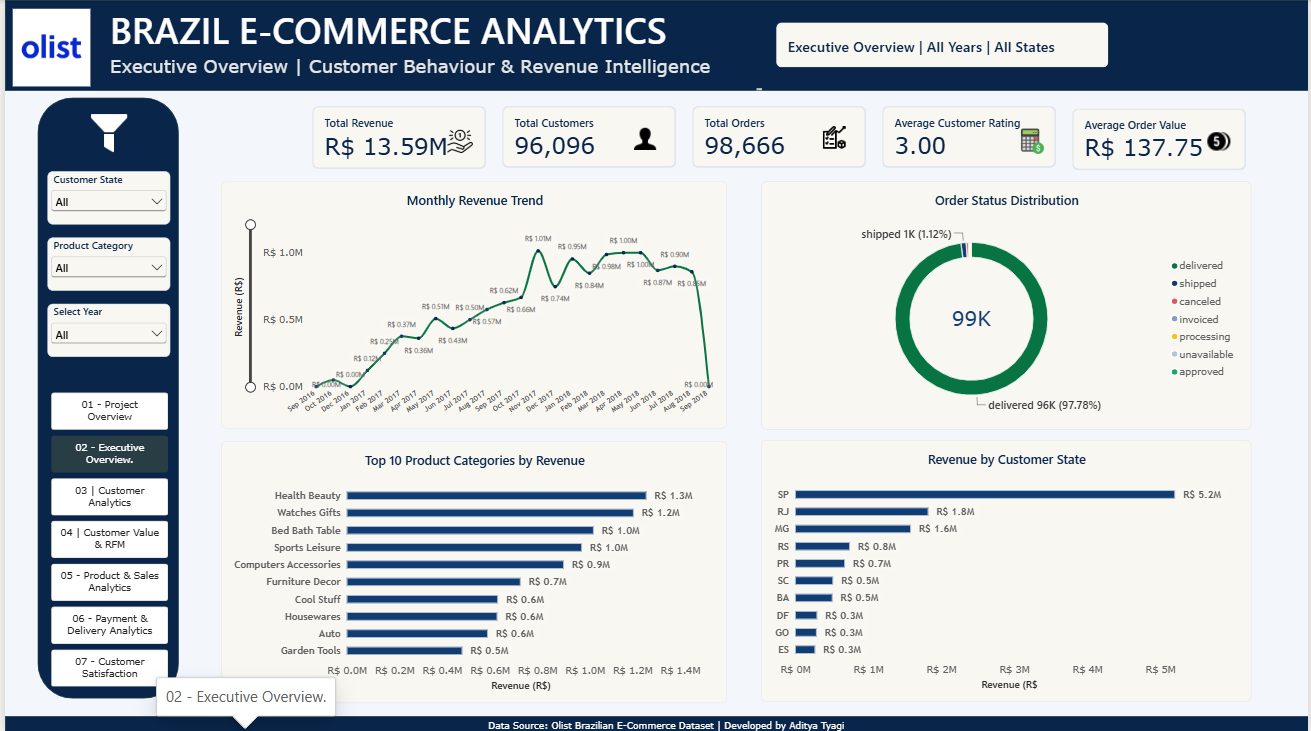 olist
BRAZIL E-COMMERCE ANALYTICS
Executive Overview | Customer Behaviour & Revenue Intelligence
Executive Overview | All Years | All States
Customer State
All
Product Category
All
Select Year
All
01 - Project
Overview
02 - Executive
Overview.
03 | Customer
Analytics
04 | Customer Value
& RFM
05 - Product & Sales
Analytics
06 - Payment &
Delivery Analytics
07 - Customer
Satisfaction
02 - Executive Overview.
Total Revenue
R$ 13.59M
Total Customers
96,096
Total Orders
98,666
Average Customer Rating
3.00
Average Order Value
R$ 137.75
5
Monthly Revenue Trend
Revenue (R$)
R$ 1.0M
R$ 0.5M
R$ 0.0M
R$ 0.00M
R$ 0.00M
R$ 0.12M
R$ 0.25M
R$ 0.37M
R$ 0.36M
R$ 0.51M
R$ 0.43M
R$ 0.50M
R$ 0.57M
R$ 0.62M
R$ 0.66M
R$ 1.01M
R$ 0.74M
R$ 0.95M
R$ 0.84M
R$ 0.98M
R$ 1.00M
R$ 1.00M
R$ 0.87M
R$ 0.90M
R$ 0.85M
R$ 0.00M
Sep 2016
Oct 2016
Dec 2016
Jan 2017
Feb 2017
Mar 2017
Apr 2017
May 2017
Jun 2017
Jul 2017
Aug 2017
Sep 2017
Oct 2017
Nov 2017
Dec 2017
Jan 2018
Feb 2018
Mar 2018
Apr 2018
May 2018
Jun 2018
Jul 2018
Aug 2018
Sep 2018
Order Status Distribution
shipped 1K (1.12%)
99K
delivered 96K (97.78%)
delivered
shipped
canceled
invoiced
processing
unavailable
approved
Top 10 Product Categories by Revenue
Health Beauty R$ 1.3M
Watches Gifts R$ 1.2M
Bed Bath Table R$ 1.0M
Sports Leisure R$ 1.0M
Computers Accessories R$ 0.9M
Furniture Decor R$ 0.7M
Cool Stuff R$ 0.6M
Housewares R$ 0.6M
Auto R$ 0.6M
Garden Tools R$ 0.5M
R$ 0.0M R$ 0.2M R$ 0.4M R$ 0.6M R$ 0.8M R$ 1.0M R$ 1.2M R$ 1.4M
Revenue (R$)
Revenue by Customer State
SP R$ 5.2M
RJ R$ 1.8M
MG R$ 1.6M
RS R$ 0.8M
PR R$ 0.7M
SC R$ 0.5M
BA R$ 0.5M
DF R$ 0.3M
GO R$ 0.3M
ES R$ 0.3M
R$ 0M R$ 1M R$ 2M R$ 3M R$ 4M R$ 5M
Revenue (R$
Data Source: Olist Brazilian E-Commerce Dataset | Developed by Aditya Tyagi